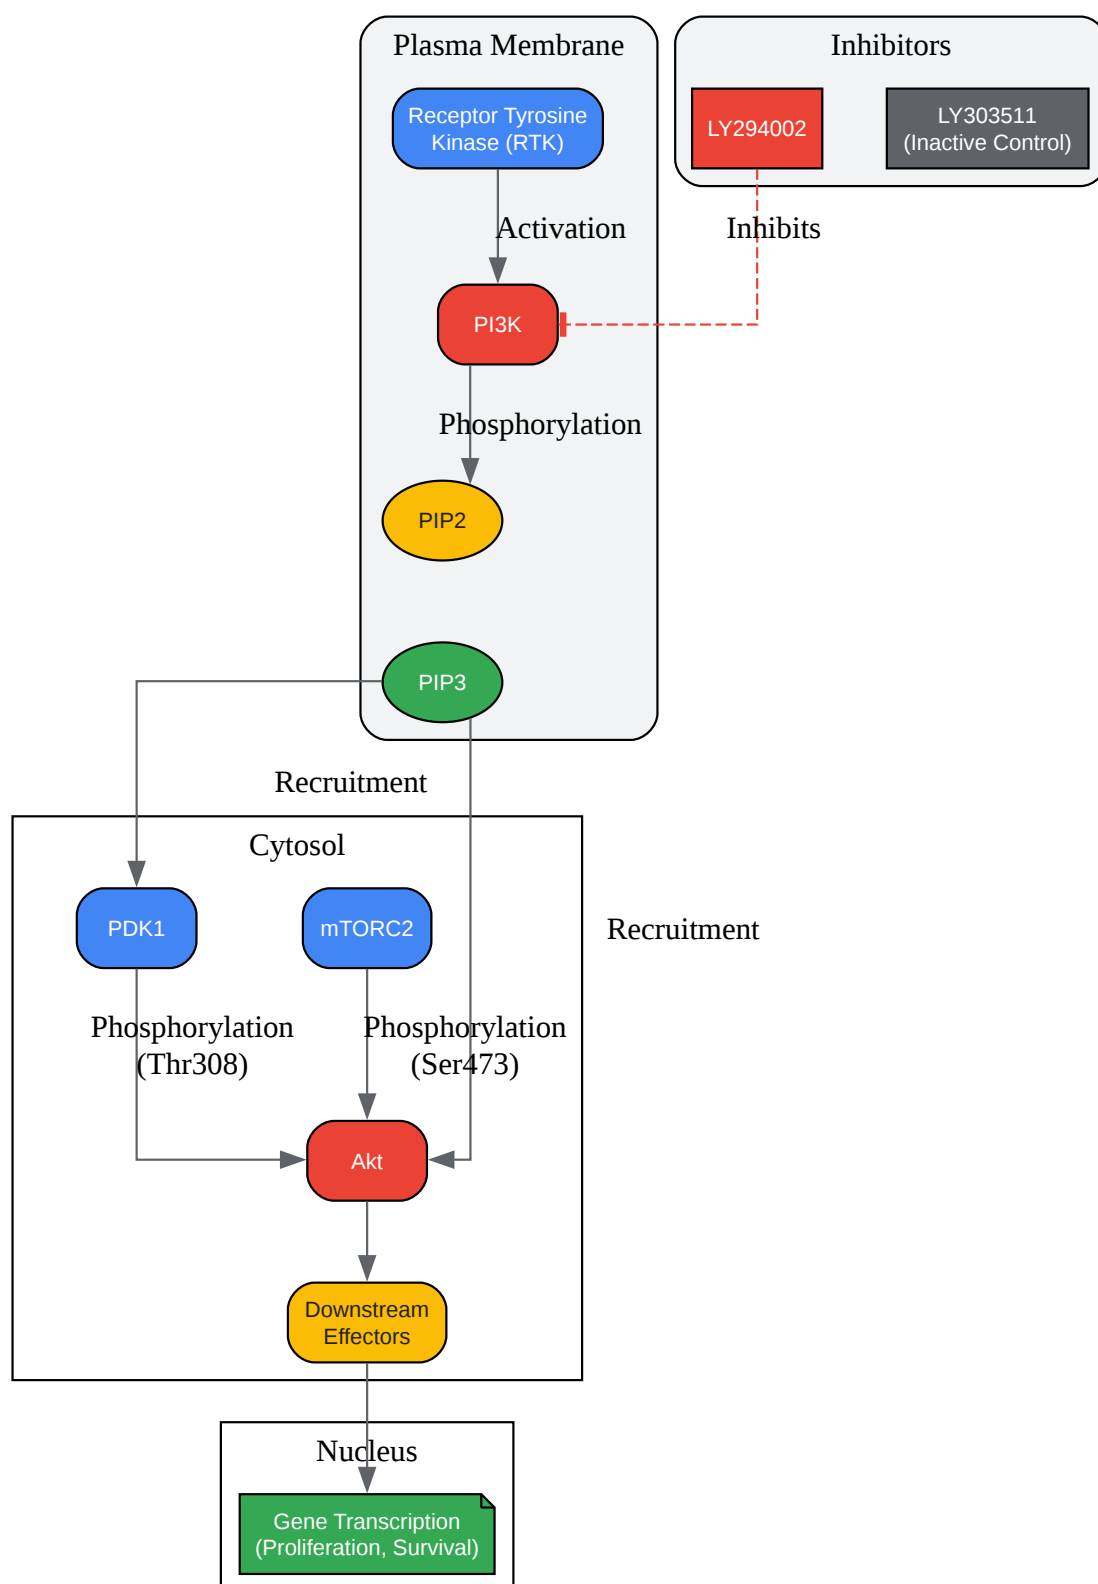 Plasma Membrane
Inhibitors
Receptor Tyrosine
Kinase (RTK)
LY294002
LY303511
(Inactive Control)
Activation
Inhibits
PI3K
Phosphorylation
PIP2
PIP3
Recruitment
Cytosol
PDK1
mTORC2
Recruitment
Phosphorylation
(Thr308)
Phosphorylation
(Ser473)
Akt
Downstream
Effectors
Nucleus
Gene Transcription
(Proliferation, Survival)